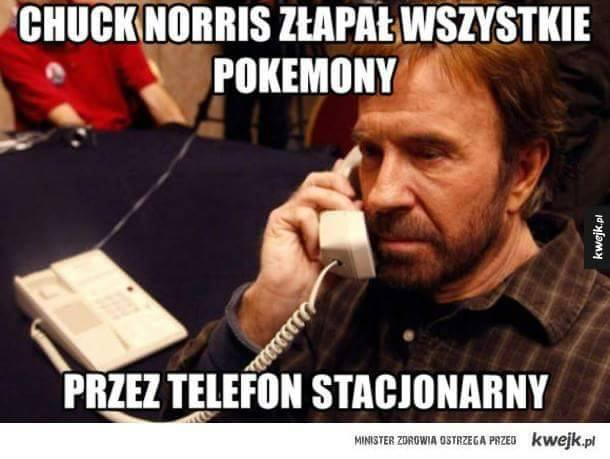 CHUCK NORRIS ZŁAPAŁ WSZYSTKIE
POKEMONY
kwejk.pl
PRZEZ TELEFON STACJONARNY
MINISTER ZDROWIA OSTRZEGA PRZED kwejk.pl